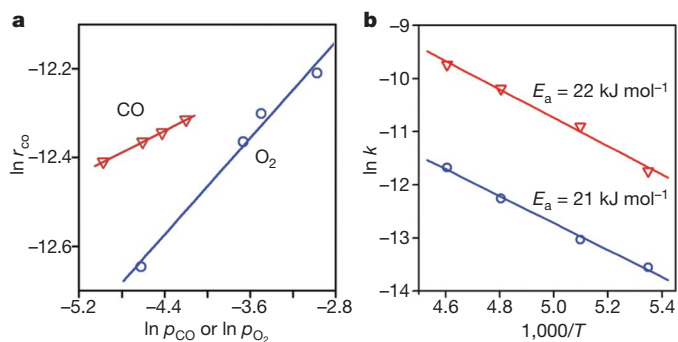 a
ln r_CO
−12.2
−12.4
−12.6
CO
O₂
−5.2 −4.4 −3.6 −2.8
ln p_CO or ln p_O₂
b
ln k
−9
−10
−11
−12
−13
−14
Eₐ = 22 kJ mol⁻¹
Eₐ = 21 kJ mol⁻¹
4.6 4.8 5.0 5.2 5.4
1,000/T